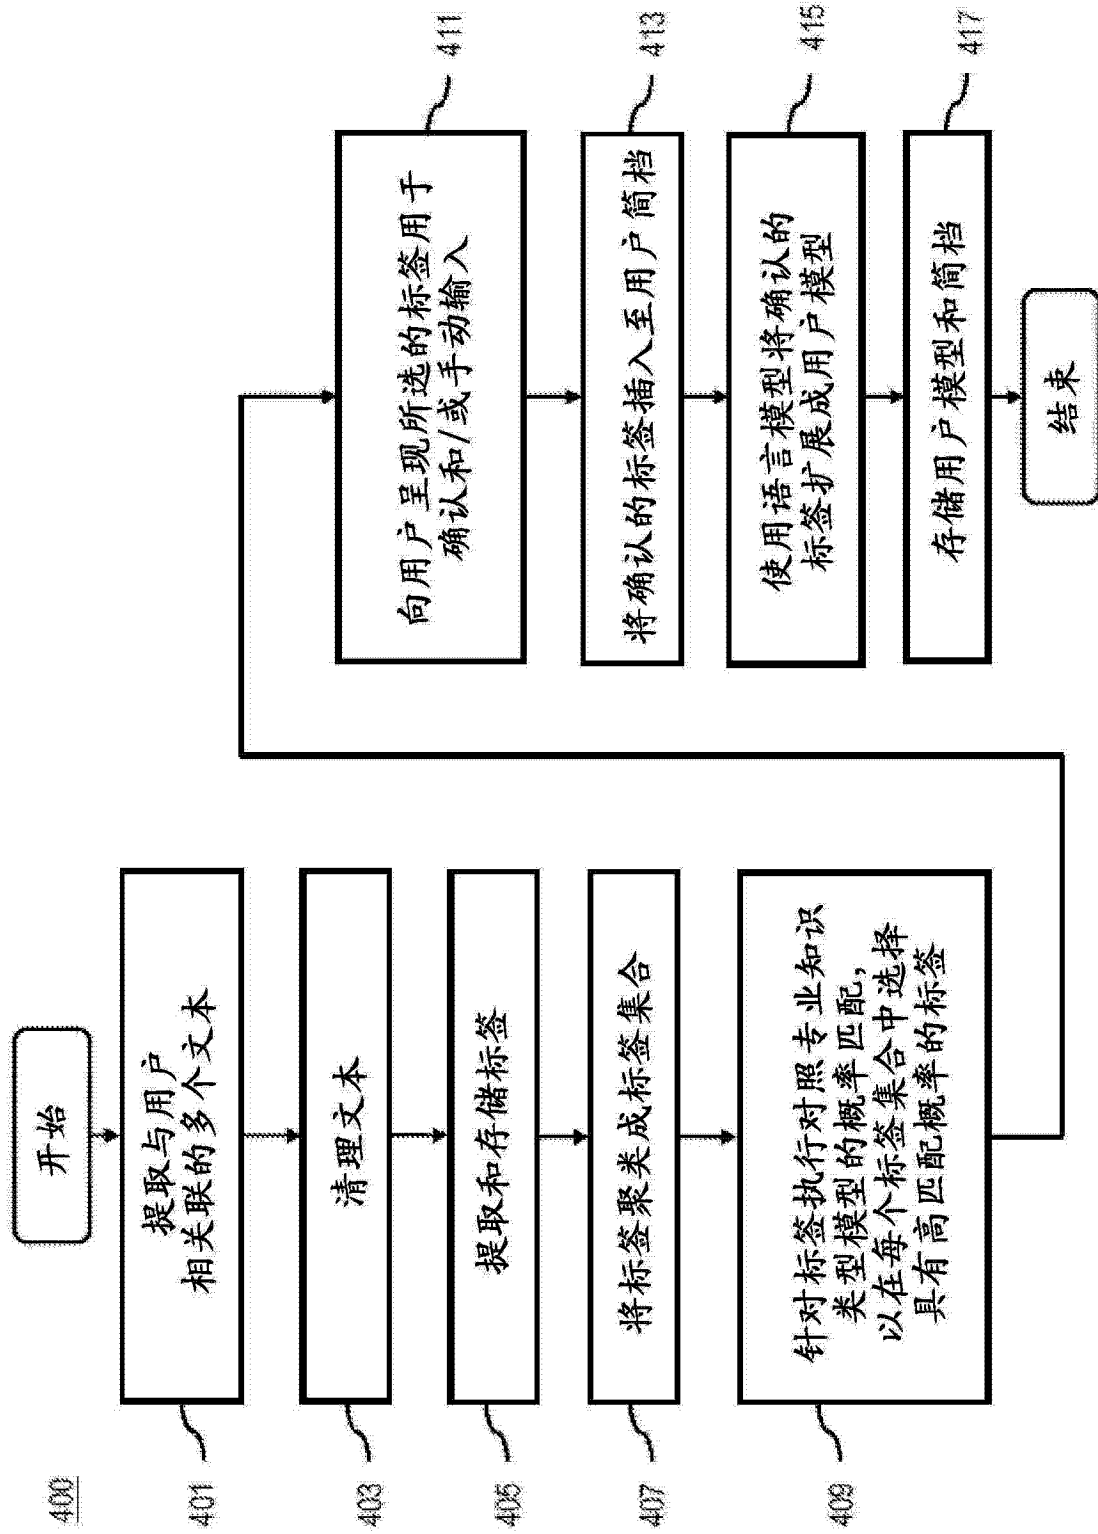 400
开始
提取与用户
相关联的多个文本
401
清理文本
403
提取和存储标签
405
将标签聚类成标签集合
407
针对标签执行对照专业知识
类型模型的概率匹配，
以在每个标签集合中选择
具有高匹配概率的标签
409
向用户呈现所选的标签用于
确认和/或手动输入
411
将确认的标签插入至用户简档
413
使用语言模型将确认的
标签扩展成用户模型
415
存储用户模型和简档
417
结束